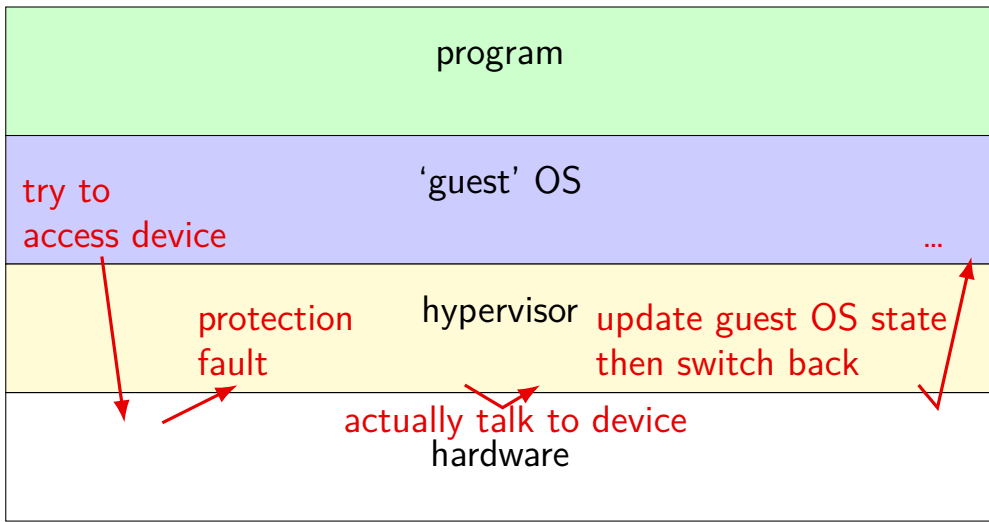 program
‘guest’ OS
try to
access device
...
hypervisor
protection
fault
update guest OS state
then switch back
actually talk to device
hardware